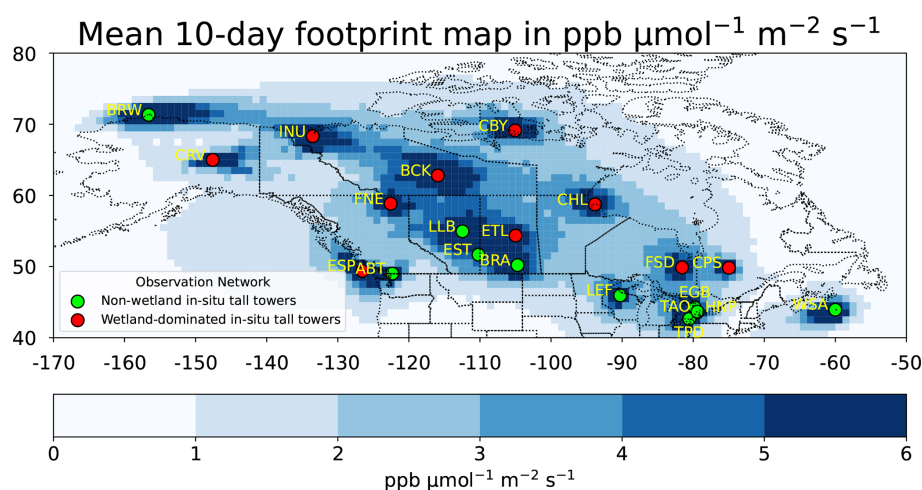 Mean 10-day footprint map in ppb μmol⁻¹ m⁻² s⁻¹
80
70
60
50
40
BRW
INU
CBY
CRV
BCK
FNE
CHL
LLB
ETL
EST
BRA
ESP
ABT
FSD
CPS
LEF
EGB
TAO
HNP
WSA
TPD
Observation Network
Non-wetland in-situ tall towers
Wetland-dominated in-situ tall towers
-170 -160 -150 -140 -130 -120 -110 -100 -90 -80 -70 -60 -50
0 1 2 3 4 5 6
ppb μmol⁻¹ m⁻² s⁻¹